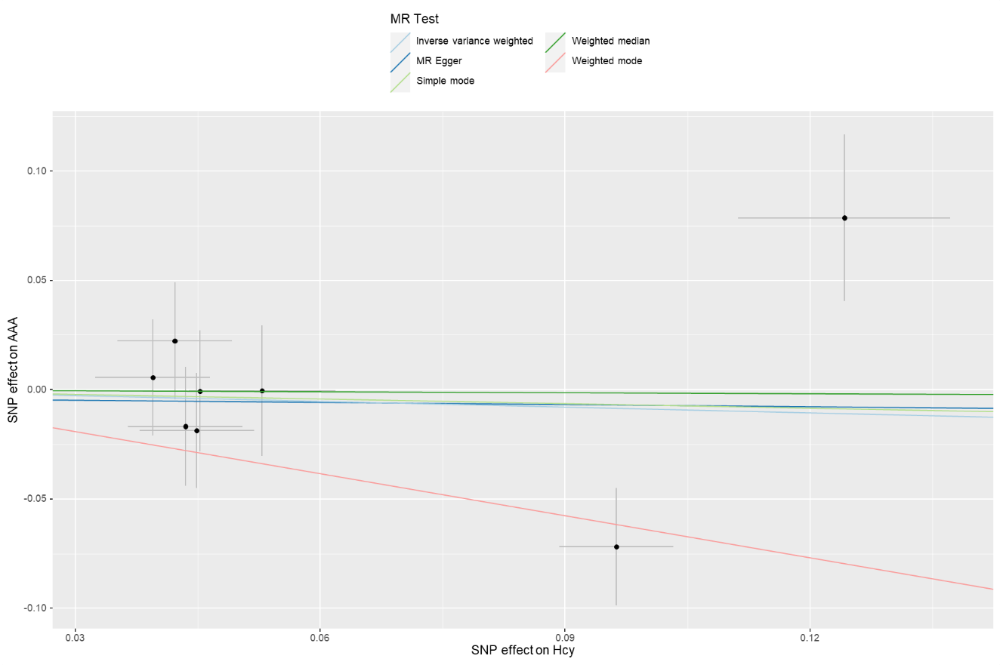 MR Test
Inverse variance weighted
MR Egger
Simple mode
Weighted median
Weighted mode
SNP effect on AAA
0.10
0.05
0.00
-0.05
-0.10
0.03
0.06
0.09
0.12
SNP effect on Hcy